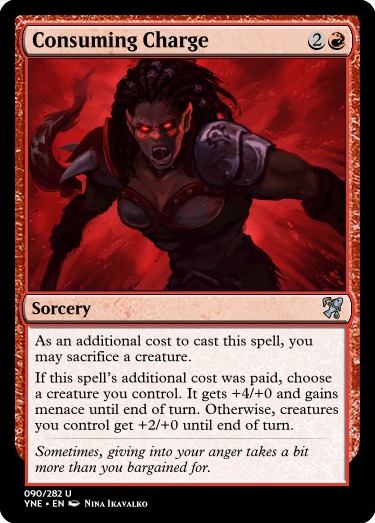 Consuming Charge 2
Sorcery
As an additional cost to cast this spell, you
may sacrifice a creature.
If this spell's additional cost was paid, choose
a creature you control. It gets +4/+0 and gains
menace until end of turn. Otherwise, creatures
you control get +2/+0 until end of turn.
Sometimes, giving into your anger takes a bit
more than you bargained for.
090/282 U
YNE • EN Nina Ikavalko